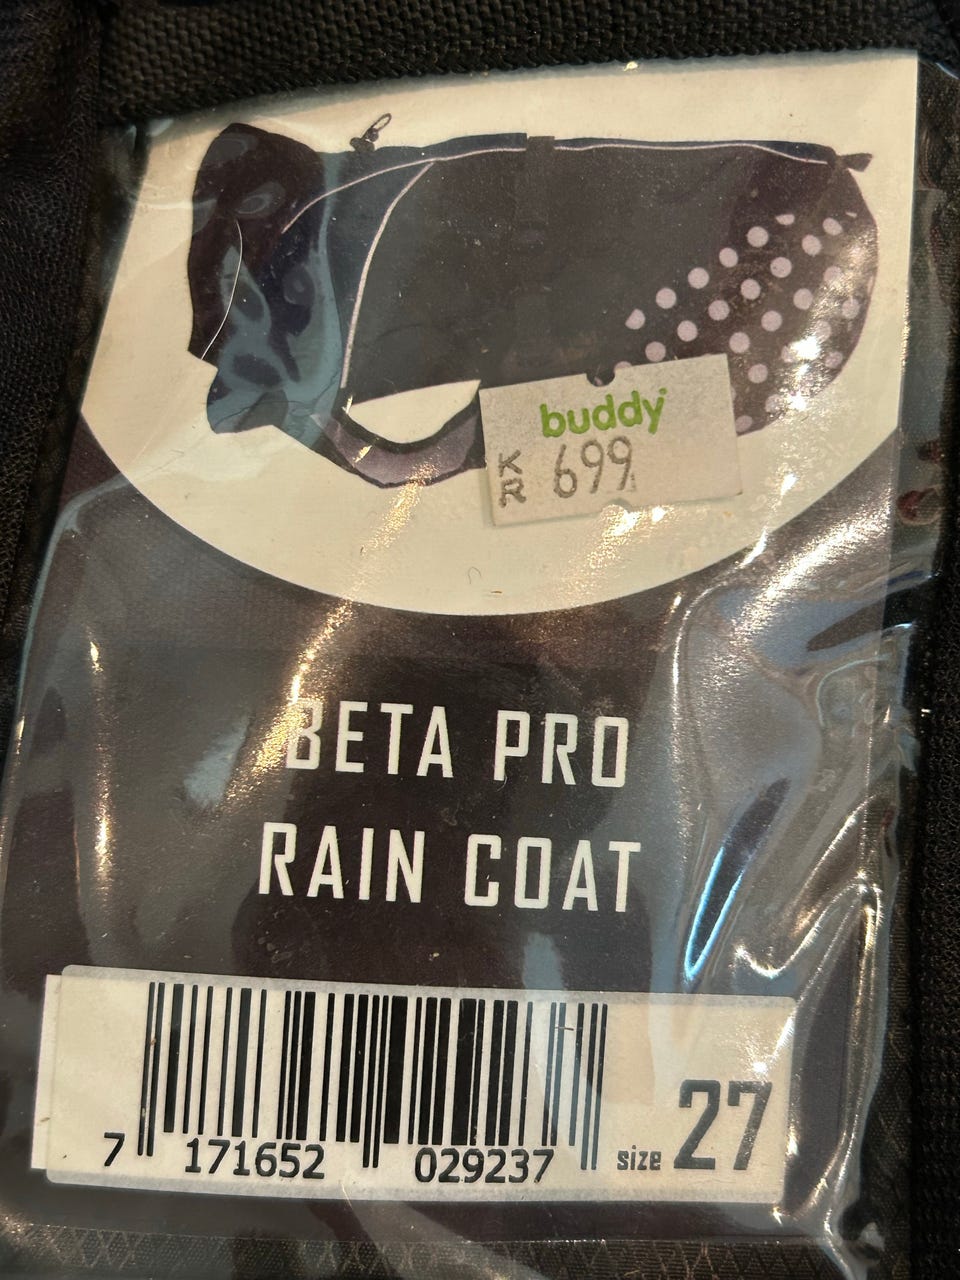 buddy
KR 699
BETA PRO
RAIN COAT
7 171652 029237
size 27